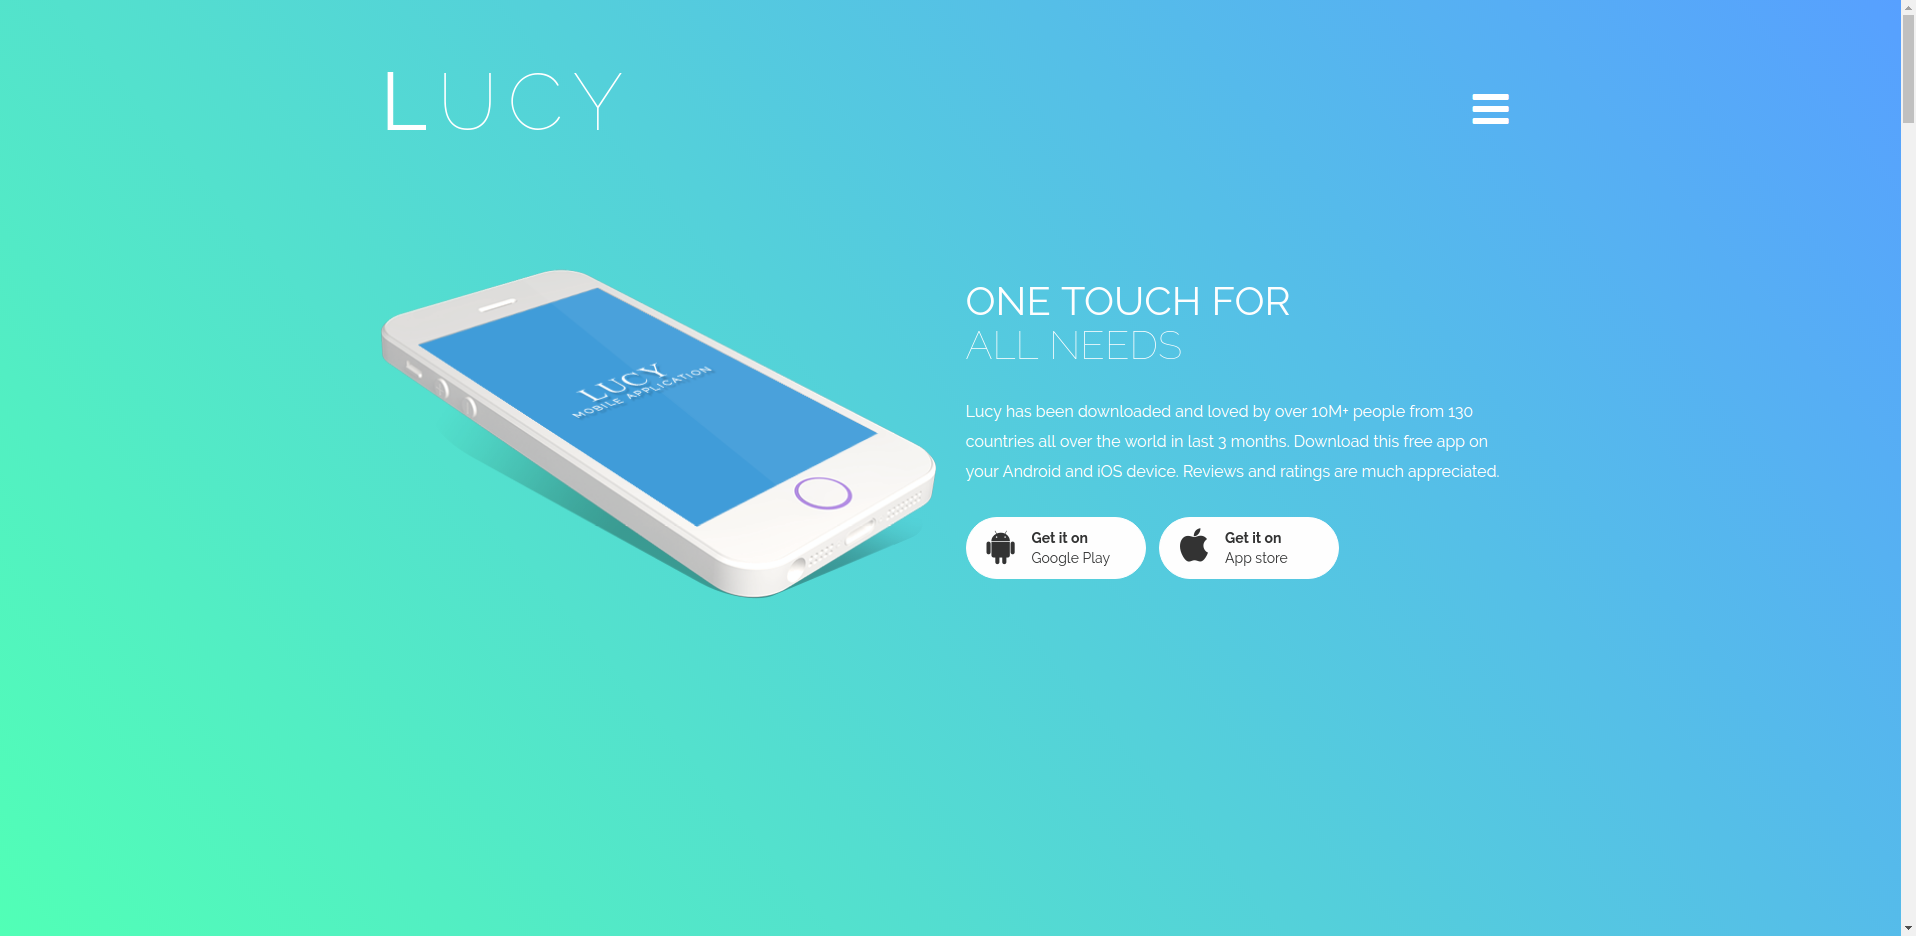 LUCY
LUCY
MOBILE APPLICATION
ONE TOUCH FOR
ALL NEEDS
Lucy has been downloaded and loved by over 10M+ people from 130
countries all over the world in last 3 months. Download this free app on
your Android and iOS device. Reviews and ratings are much appreciated.
Get it on
Google Play
Get it on
App store